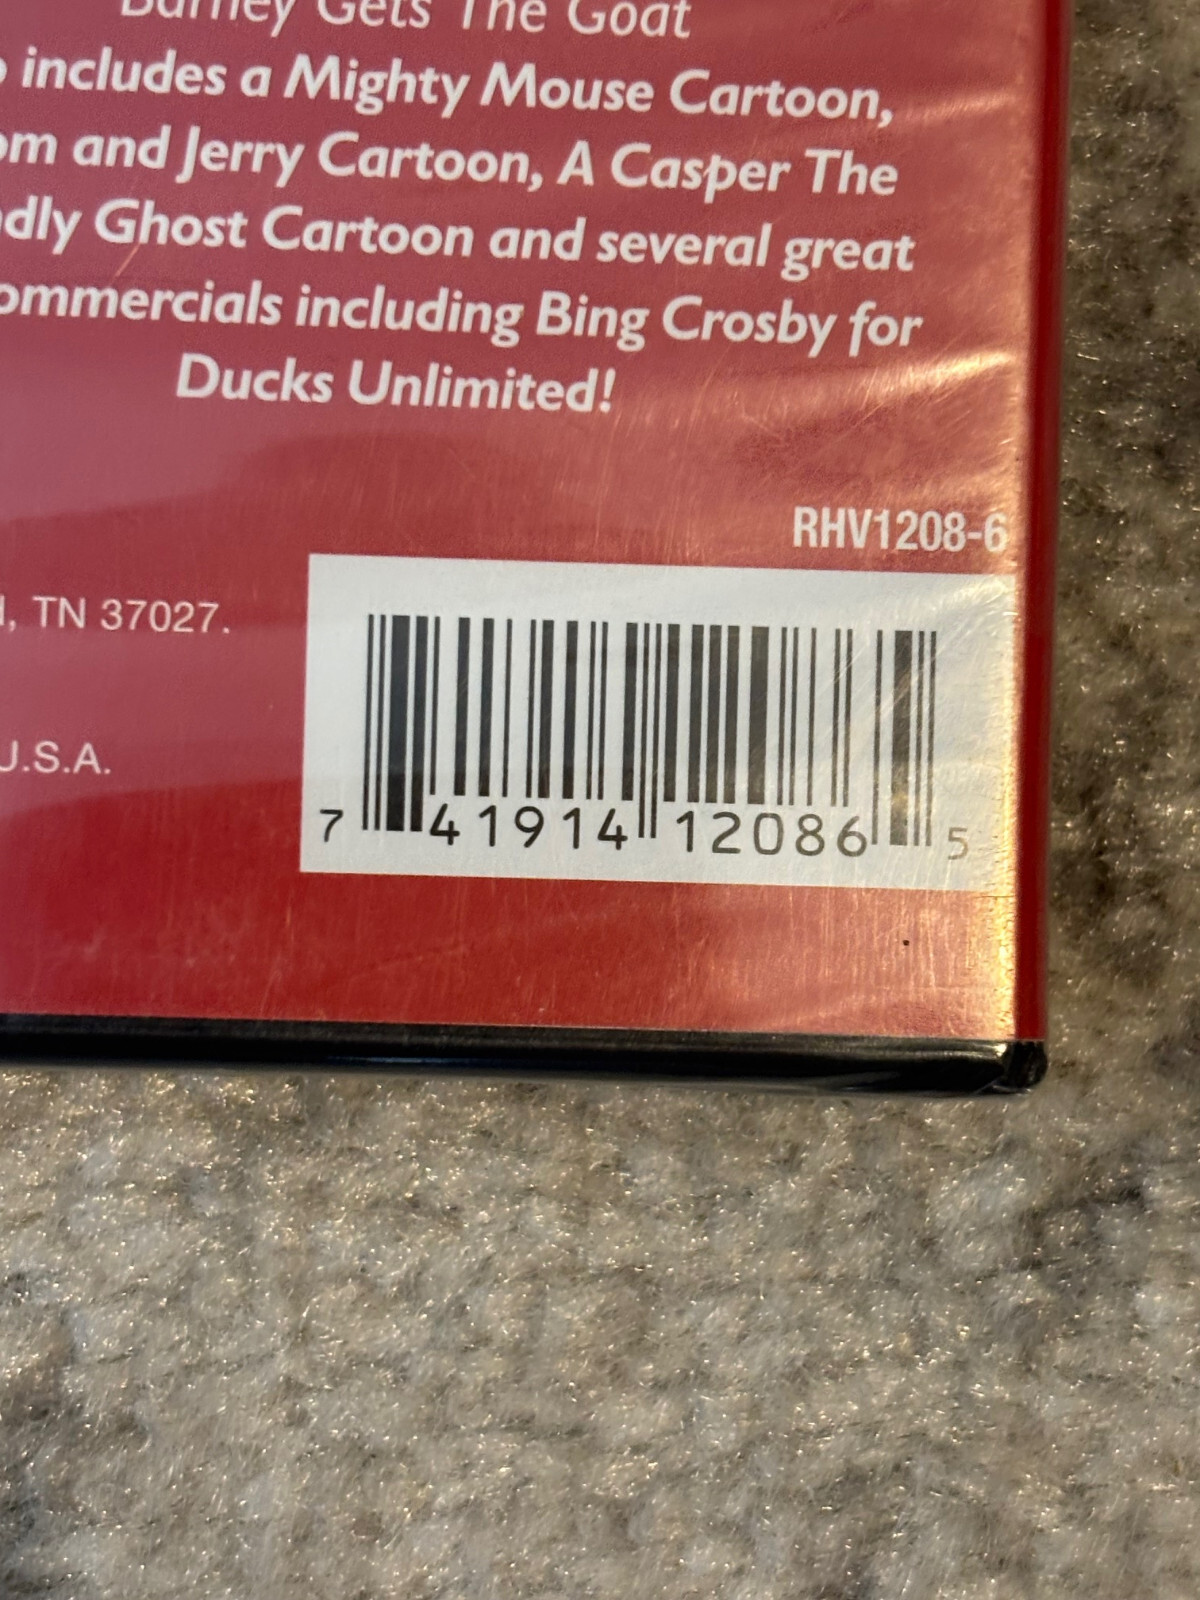 Barney Gets The Goat
includes a Mighty Mouse Cartoon,
and Jerry Cartoon, A Casper The
Ghost Cartoon and several great
including Bing Crosby for
Ducks Unlimited!
RHV1208-6
, TN 37027.
U.S.A.
7 41914 12086 5